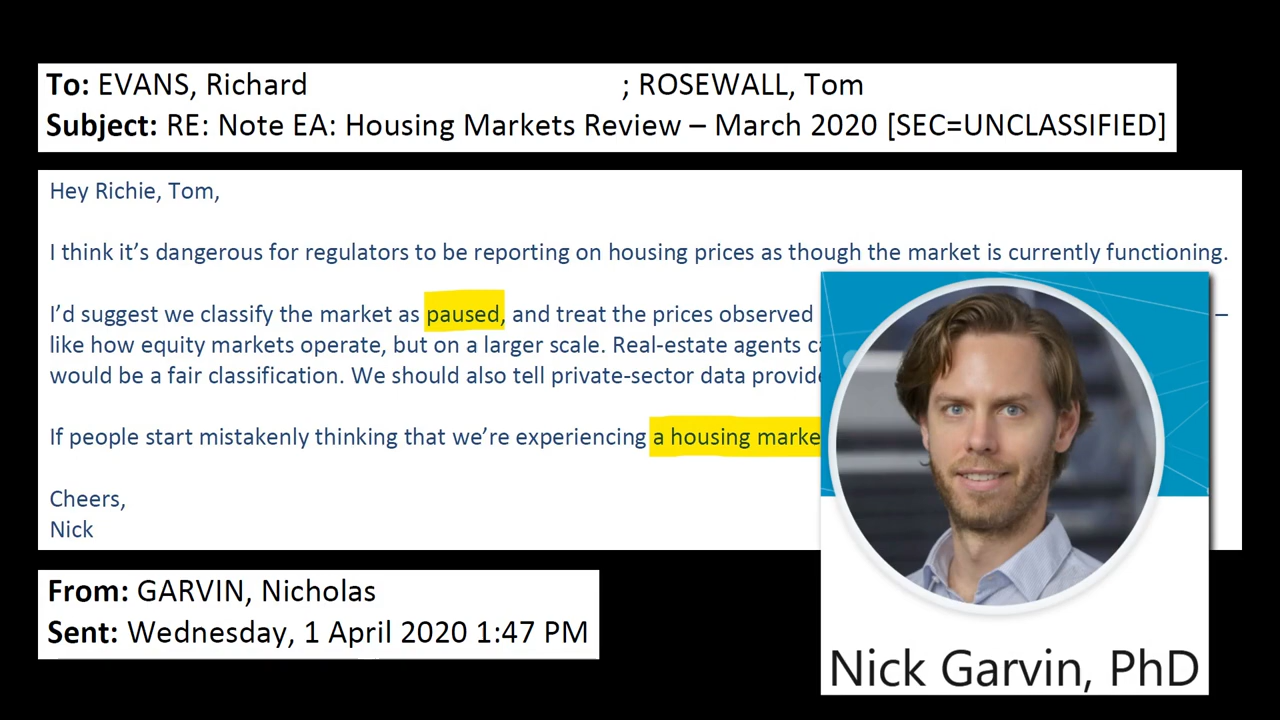 To: EVANS, Richard ; ROSEWALL, Tom
Subject: RE: Note EA: Housing Markets Review – March 2020 [SEC=UNCLASSIFIED]
Hey Richie, Tom,
I think it’s dangerous for regulators to be reporting on housing prices as though the market is currently functioning.
I’d suggest we classify the market as paused, and treat the prices observed –
like how equity markets operate, but on a larger scale. Real-estate agents
would be a fair classification. We should also tell private-sector data
If people start mistakenly thinking that we’re experiencing a housing
Cheers,
Nick
From: GARVIN, Nicholas
Sent: Wednesday, 1 April 2020 1:47 PM
Nick Garvin, PhD